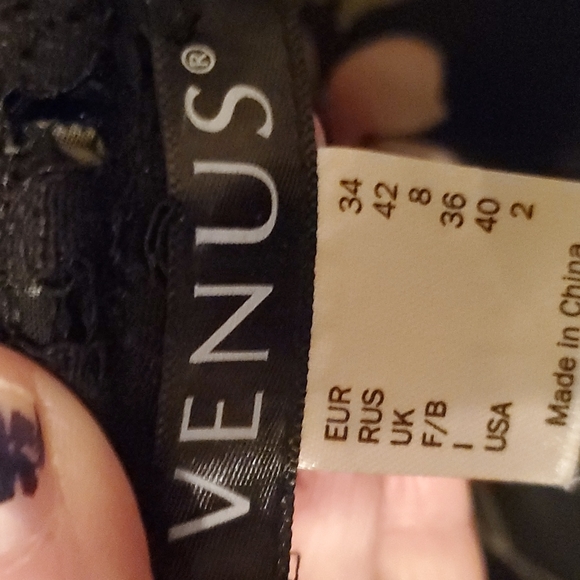 VENUS®
EUR 34
RUS 42
UK 8
F/B 36
I 40
USA 2
Made in China